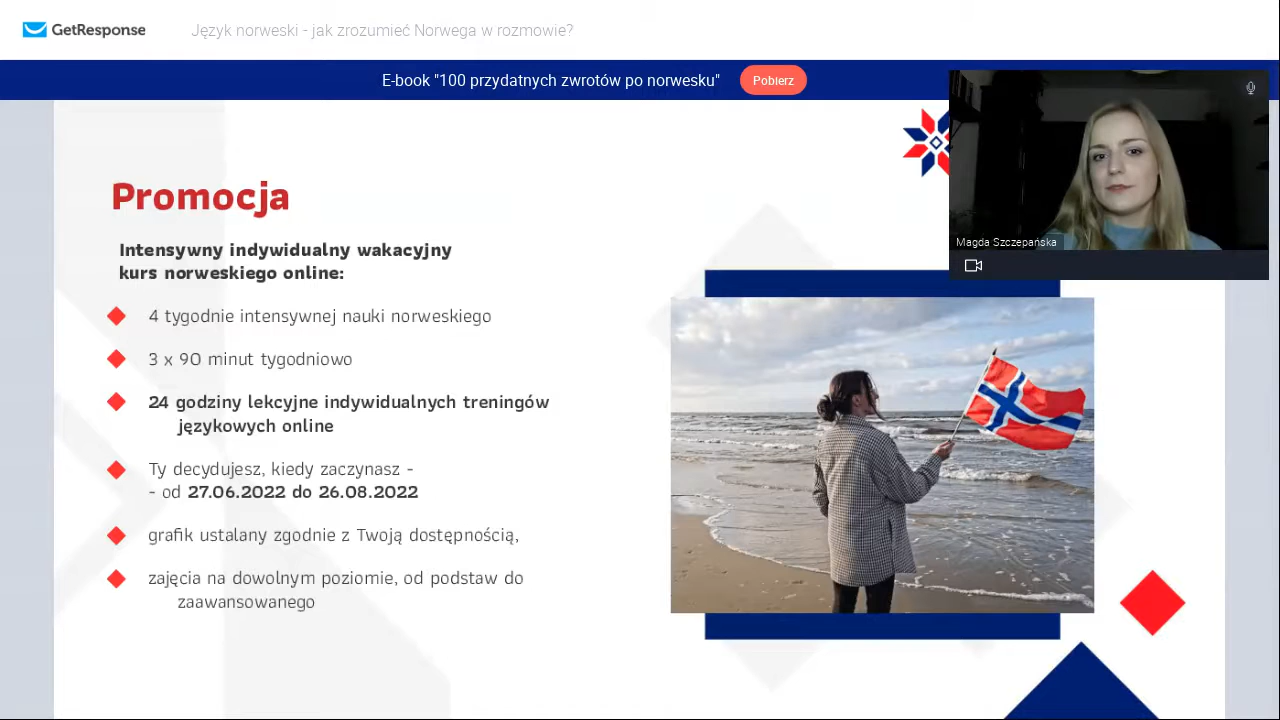 GetResponse
Język norweski - jak zrozumieć Norwega w rozmowie?
E-book "100 przydatnych zwrotów po norwesku"
Pobierz
Magda Szczepańska
Promocja
Intensywny indywidualny wakacyjny
kurs norweskiego online:
4 tygodnie intensywnej nauki norweskiego
3 x 90 minut tygodniowo
24 godziny lekcyjne indywidualnych treningów
językowych online
Ty decydujesz, kiedy zaczynasz -
- od 27.06.2022 do 26.08.2022
grafik ustalany zgodnie z Twoją dostępnością,
zajęcia na dowolnym poziomie, od podstaw do
zaawansowanego